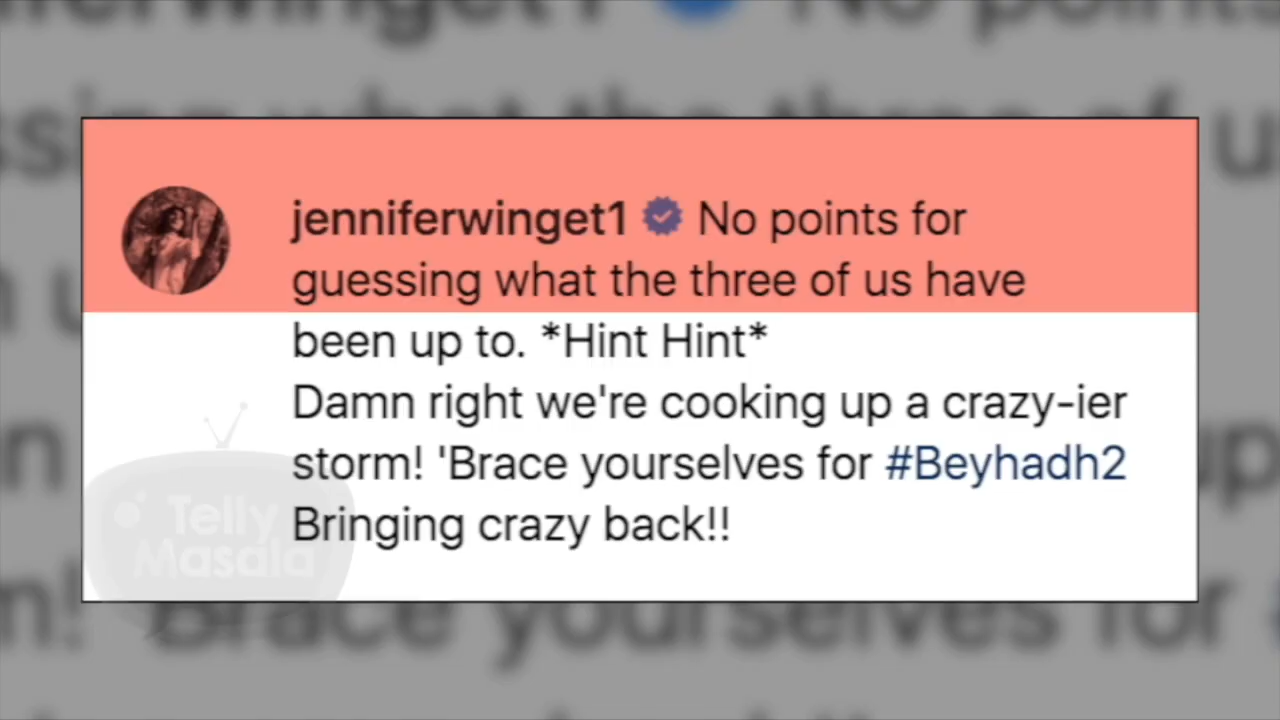 jenniferwinget1 No points for
guessing what the three of us have
been up to. *Hint Hint*
Damn right we're cooking up a crazy-ier
storm! 'Brace yourselves for #Beyhadh2
Bringing crazy back!!
Telly
Masala